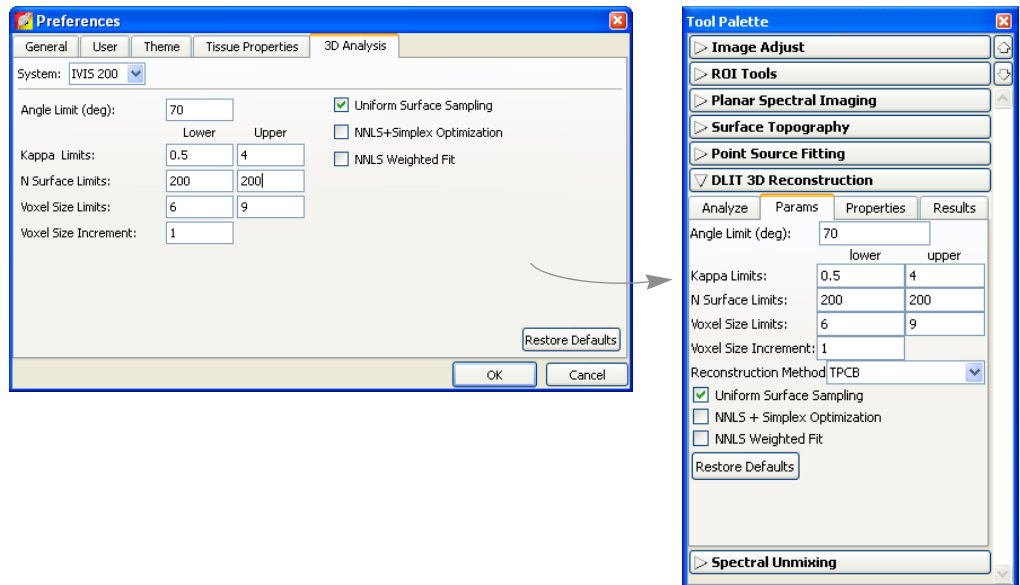 Preferences
General User Theme Tissue Properties 3D Analysis
System: IVIS 200
Angle Limit (deg): 70
Lower Upper
Kappa Limits: 0.5 4
N Surface Limits: 200 200
Voxel Size Limits: 6 9
Voxel Size Increment: 1
Uniform Surface Sampling
NNLS+Simplex Optimization
NNLS Weighted Fit
Restore Defaults
OK Cancel
Tool Palette
Image Adjust
ROI Tools
Planar Spectral Imaging
Surface Topography
Point Source Fitting
DLIT 3D Reconstruction
Analyze Params Properties Results
Angle Limit (deg): 70
lower upper
Kappa Limits: 0.5 4
N Surface Limits: 200 200
Voxel Size Limits: 6 9
Voxel Size Increment: 1
Reconstruction Method TPCB
Uniform Surface Sampling
NNLS + Simplex Optimization
NNLS Weighted Fit
Restore Defaults
Spectral Unmixing